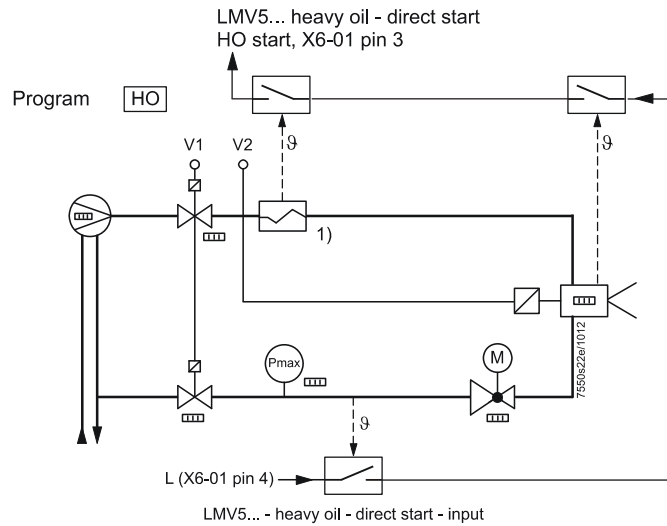 LMV5... heavy oil - direct start
HO start, X6-01 pin 3
Program HO
ϑ ϑ
V1 V2
1)
Pmax
M
7550s22e/1012
ϑ
L (X6-01 pin 4)
LMV5... - heavy oil - direct start - input